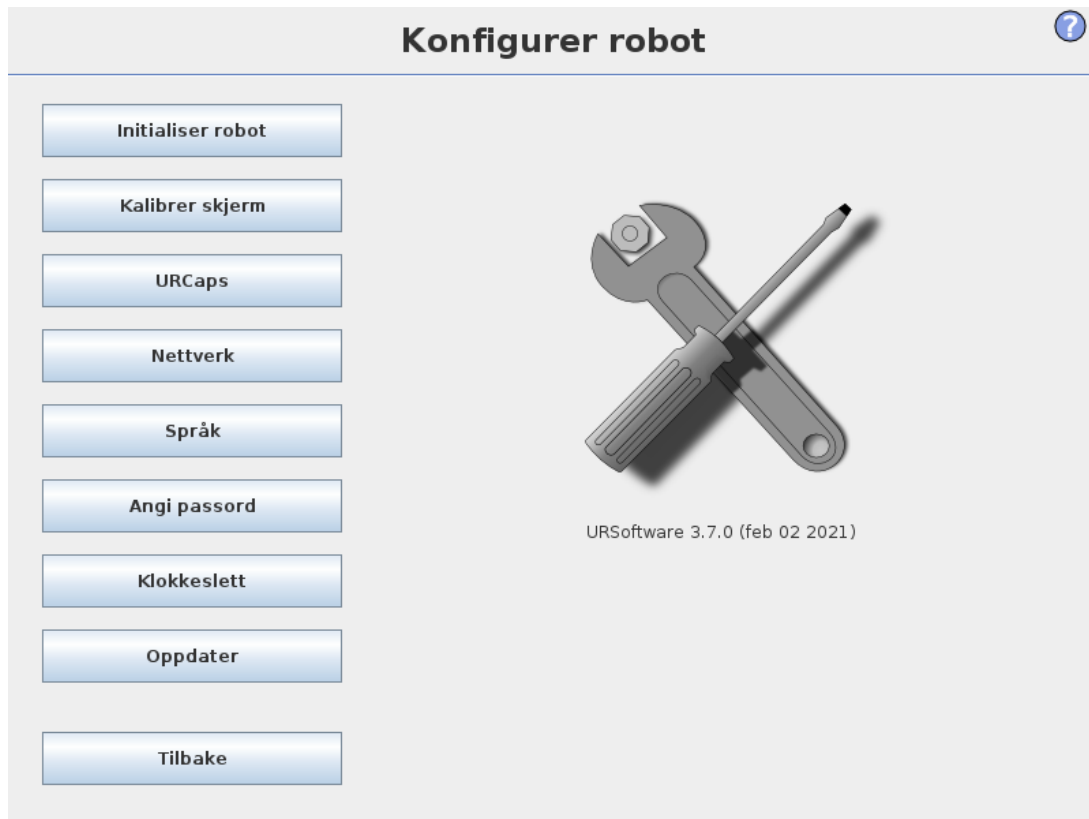 Konfigurer robot
?
Initialiser robot
Kalibrer skjerm
URCaps
Nettverk
Språk
Angi passord
Klokkeslett
Oppdater
Tilbake
URSoftware 3.7.0 (feb 02 2021)